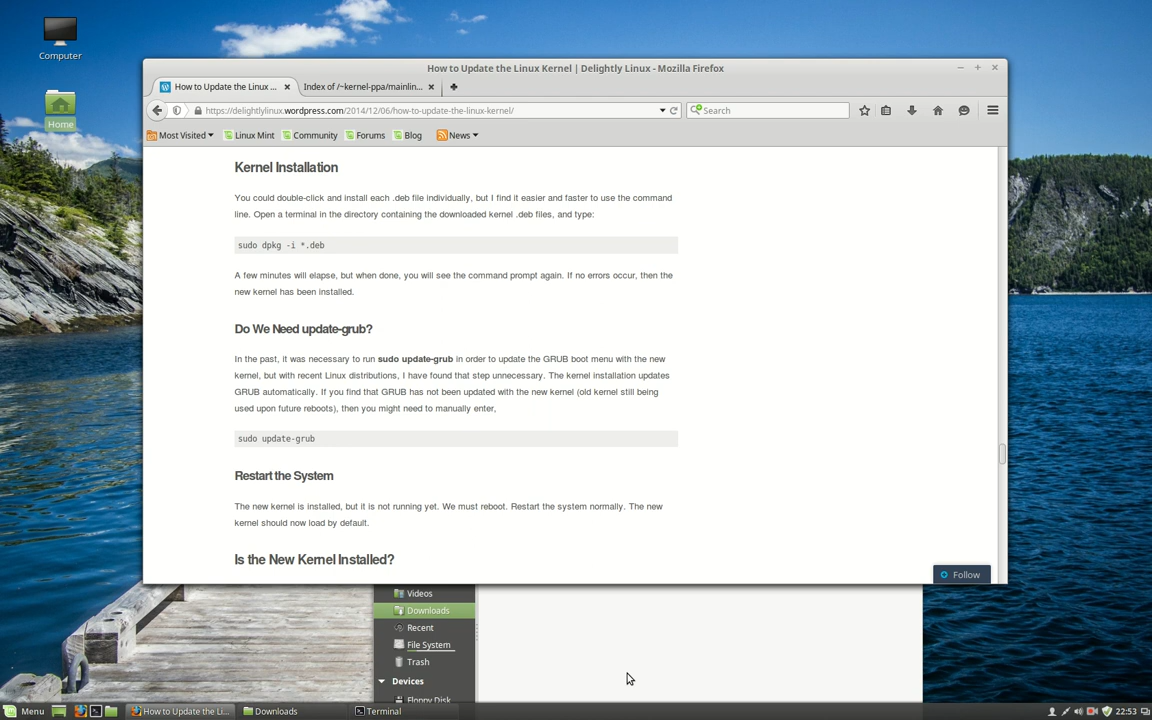 Computer
Home
How to Update the Linux Kernel | Delightly Linux - Mozilla Firefox
How to Update the Linux ...
Index of /~kernel-ppa/mainlin...
https://delightlylinux.wordpress.com/2014/12/06/how-to-update-the-linux-kernel/
Search
Most Visited
Linux Mint
Community
Forums
Blog
News
Kernel Installation
You could double-click and install each .deb file individually, but I find it easier and faster to use the command
line. Open a terminal in the directory containing the downloaded kernel .deb files, and type:
sudo dpkg -i *.deb
A few minutes will elapse, but when done, you will see the command prompt again. If no errors occur, then the
new kernel has been installed.
Do We Need update-grub?
In the past, it was necessary to run sudo update-grub in order to update the GRUB boot menu with the new
kernel, but with recent Linux distributions, I have found that step unnecessary. The kernel installation updates
GRUB automatically. If you find that GRUB has not been updated with the new kernel (old kernel still being
used upon future reboots), then you might need to manually enter,
sudo update-grub
Restart the System
The new kernel is installed, but it is not running yet. We must reboot. Restart the system normally. The new
kernel should now load by default.
Is the New Kernel Installed?
Follow
Videos
Downloads
Recent
File System
Trash
Devices
Floppy Disk
Menu
How to Update the Li...
Downloads
Terminal
22:53